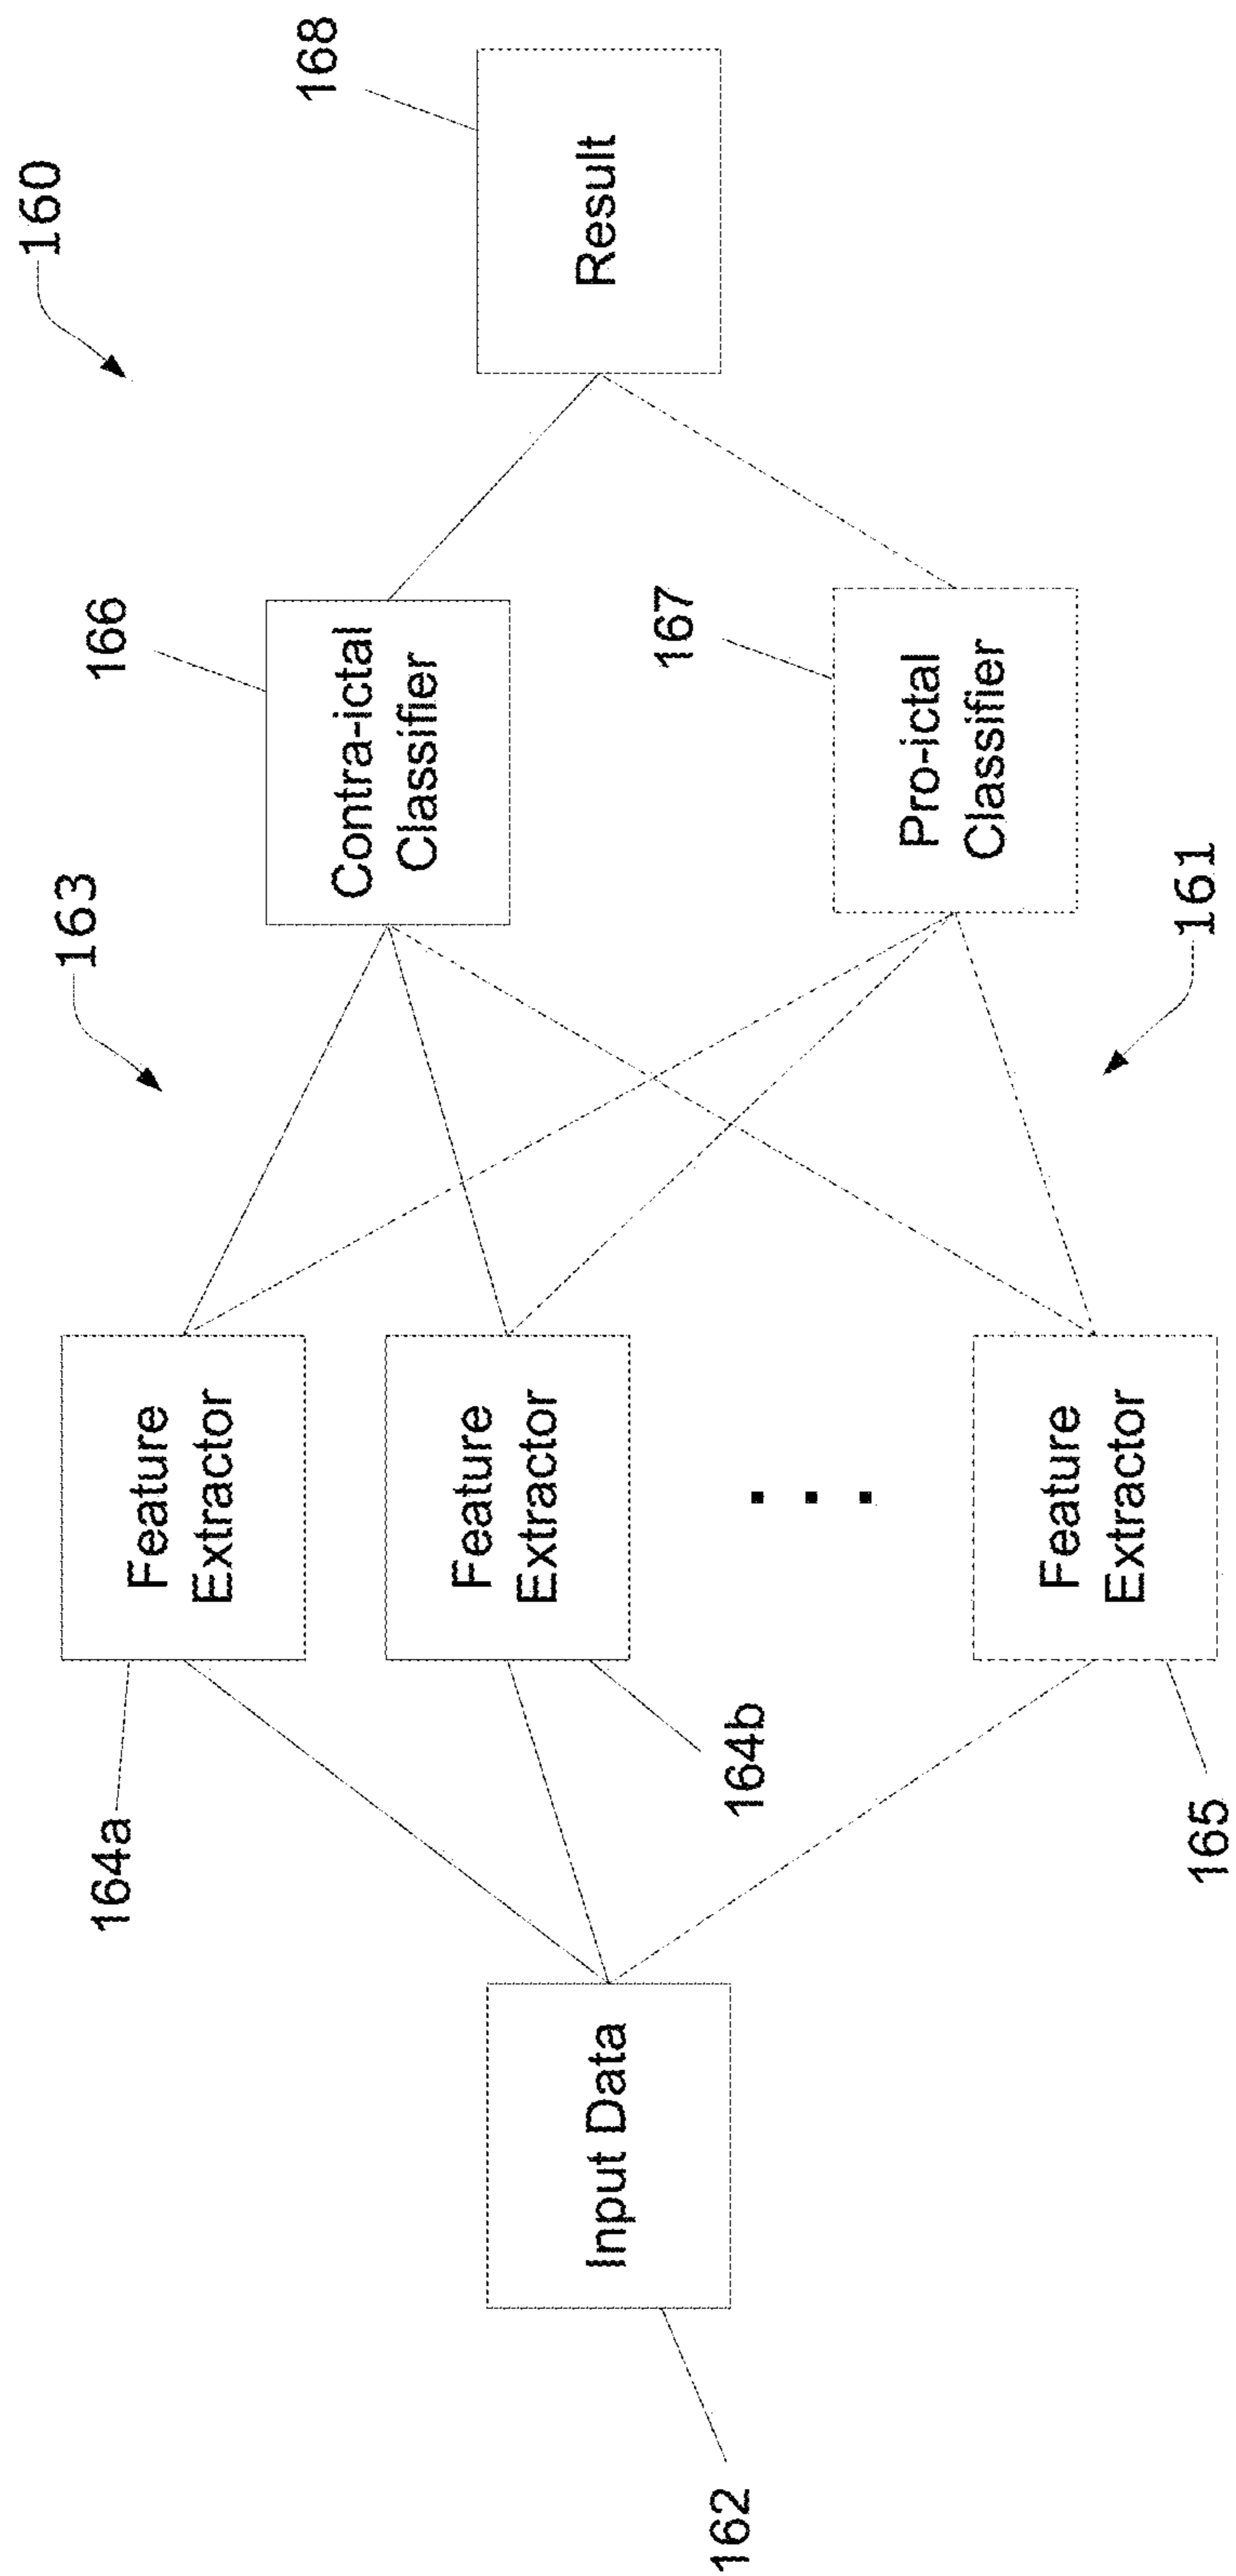 160
163
161
162
Input Data
164a
Feature
Extractor
164b
Feature
Extractor
165
Feature
Extractor
166
Contra-ictal
Classifier
167
Pro-ictal
Classifier
168
Result